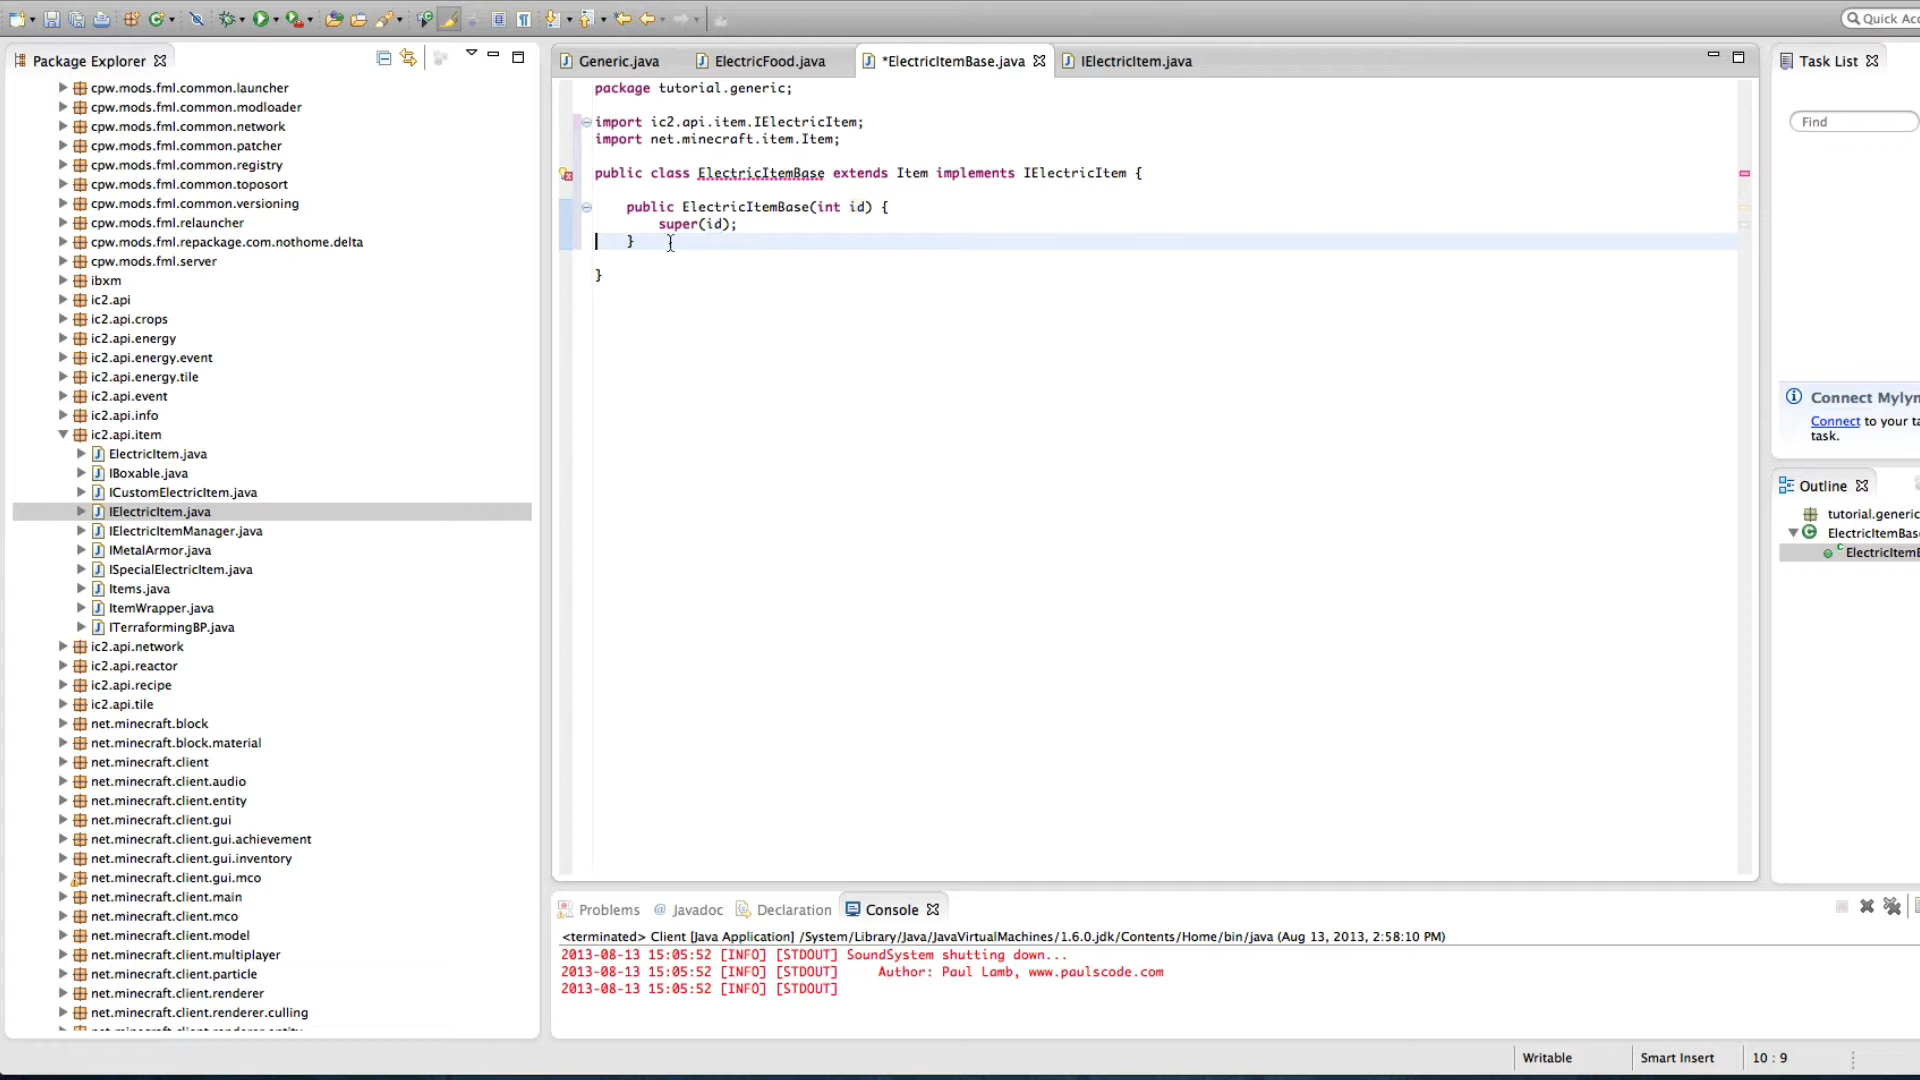 Quick Acc
Package Explorer
cpw.mods.fml.common.launcher
cpw.mods.fml.common.modloader
cpw.mods.fml.common.network
cpw.mods.fml.common.patcher
cpw.mods.fml.common.registry
cpw.mods.fml.common.toposort
cpw.mods.fml.common.versioning
cpw.mods.fml.relauncher
cpw.mods.fml.repackage.com.nothome.delta
cpw.mods.fml.server
ibxm
ic2.api
ic2.api.crops
ic2.api.energy
ic2.api.energy.event
ic2.api.energy.tile
ic2.api.event
ic2.api.info
ic2.api.item
ElectricItem.java
IBoxable.java
ICustomElectricItem.java
IElectricItem.java
IElectricItemManager.java
IMetalArmor.java
ISpecialElectricItem.java
Items.java
ItemWrapper.java
ITerraformingBP.java
ic2.api.network
ic2.api.reactor
ic2.api.recipe
ic2.api.tile
net.minecraft.block
net.minecraft.block.material
net.minecraft.client
net.minecraft.client.audio
net.minecraft.client.entity
net.minecraft.client.gui
net.minecraft.client.gui.achievement
net.minecraft.client.gui.inventory
net.minecraft.client.gui.mco
net.minecraft.client.main
net.minecraft.client.mco
net.minecraft.client.model
net.minecraft.client.multiplayer
net.minecraft.client.particle
net.minecraft.client.renderer
net.minecraft.client.renderer.culling
Generic.java ElectricFood.java *ElectricItemBase.java IElectricItem.java
package tutorial.generic;
import ic2.api.item.IElectricItem;
import net.minecraft.item.Item;
public class ElectricItemBase extends Item implements IElectricItem {
public ElectricItemBase(int id) {
super(id);
}
}
Problems @ Javadoc Declaration Console
<terminated> Client [Java Application] /System/Library/Java/JavaVirtualMachines/1.6.0.jdk/Contents/Home/bin/java (Aug 13, 2013, 2:58:10 PM)
2013-08-13 15:05:52 [INFO] [STDOUT] SoundSystem shutting down...
2013-08-13 15:05:52 [INFO] [STDOUT] Author: Paul Lamb, www.paulscode.com
2013-08-13 15:05:52 [INFO] [STDOUT]
Task List
Find
Connect Mylyn
Connect to your ta
task.
Outline
tutorial.generic
ElectricItemBas
ElectricItemB
Writable Smart Insert 10 : 9